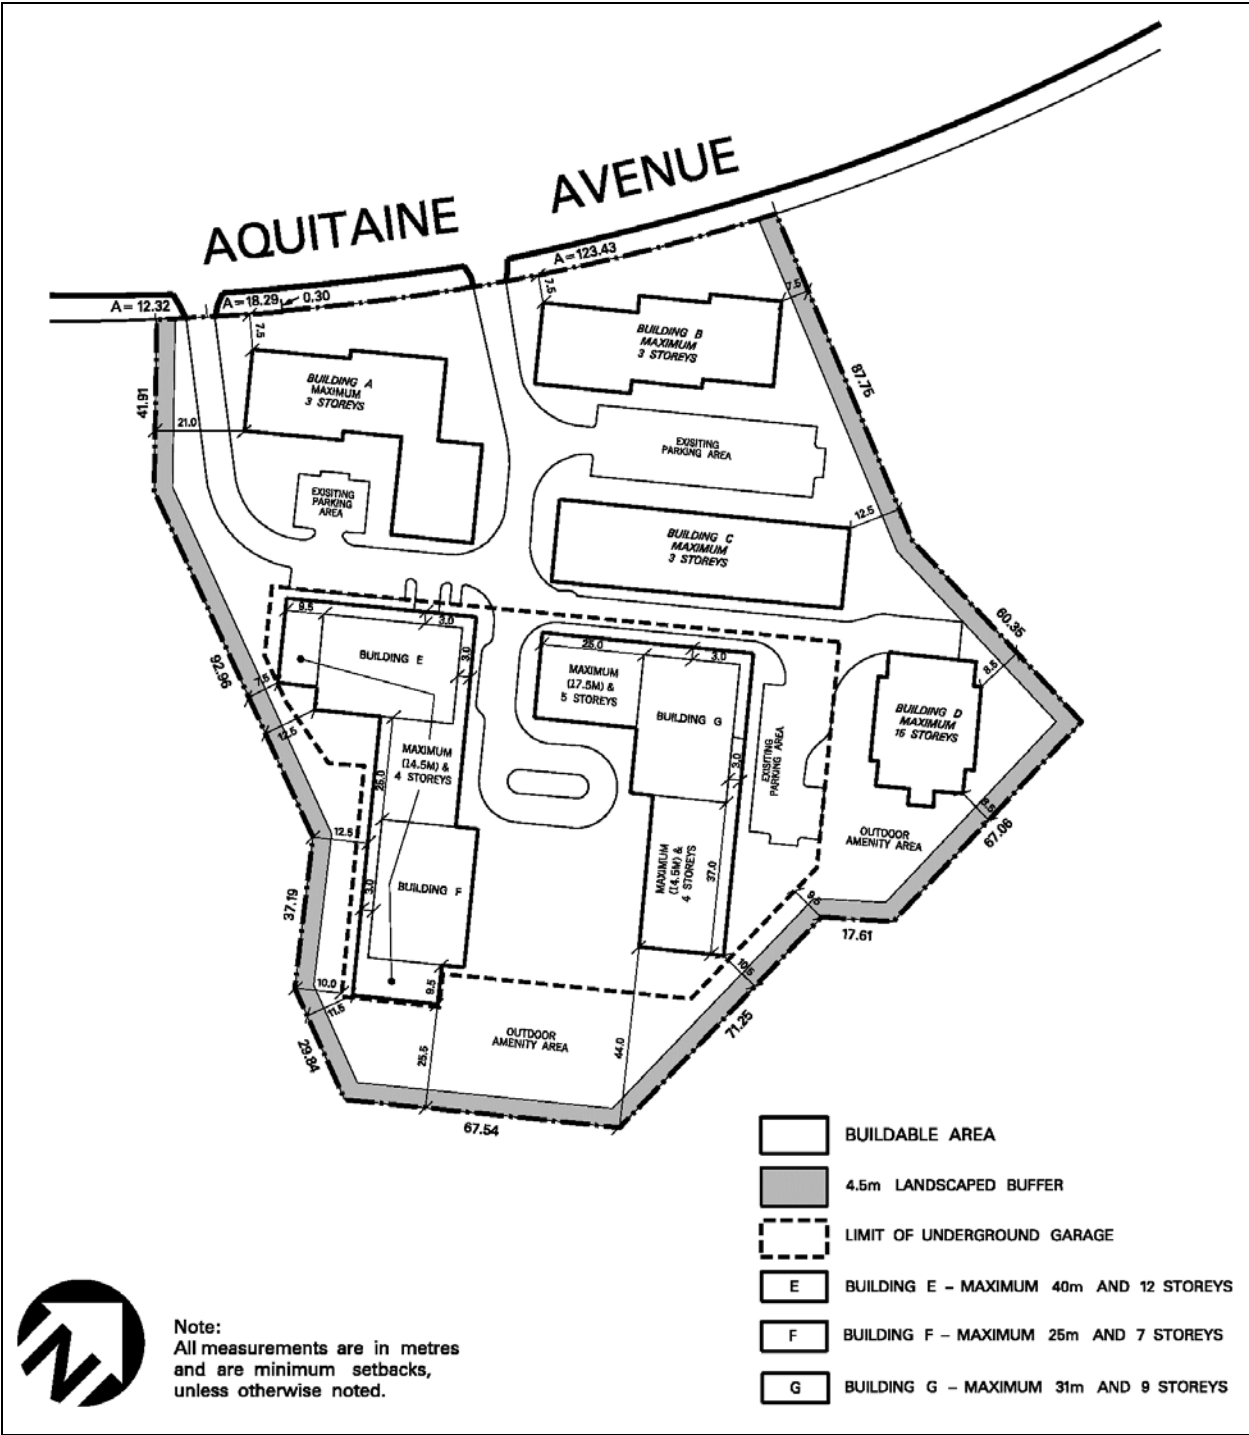 AQUITAINE AVENUE
A=12.32
A=18.29
0.30
A=123.43
7.5
7.5
7.5
BUILDING A
MAXIMUM
3 STOREYS
BUILDING B
MAXIMUM
3 STOREYS
41.91
21.0
87.76
EXISITING
PARKING AREA
EXISITING
PARKING
AREA
12.5
BUILDING C
MAXIMUM
3 STOREYS
60.35
9.5
3.0
3.0
BUILDING E
25.0
3.0
MAXIMUM
(17.5M) &
5 STOREYS
BUILDING G
8.5
BUILDING D
MAXIMUM
15 STOREYS
92.96
7.5
12.5
MAXIMUM
(14.5M) &
4 STOREYS
25.0
3.0
EXISITING
PARKING AREA
8.5
67.06
OUTDOOR
AMENITY AREA
12.5
3.0
BUILDING F
MAXIMUM
(14.5M) &
4 STOREYS
37.0
37.19
9.5
17.61
10.0
11.5
9.5
10.5
71.25
29.84
25.5
OUTDOOR
AMENITY AREA
44.0
67.54
BUILDABLE AREA
4.5m LANDSCAPED BUFFER
LIMIT OF UNDERGROUND GARAGE
E BUILDING E – MAXIMUM 40m AND 12 STOREYS
F BUILDING F – MAXIMUM 25m AND 7 STOREYS
G BUILDING G – MAXIMUM 31m AND 9 STOREYS
N
Note:
All measurements are in metres
and are minimum setbacks,
unless otherwise noted.